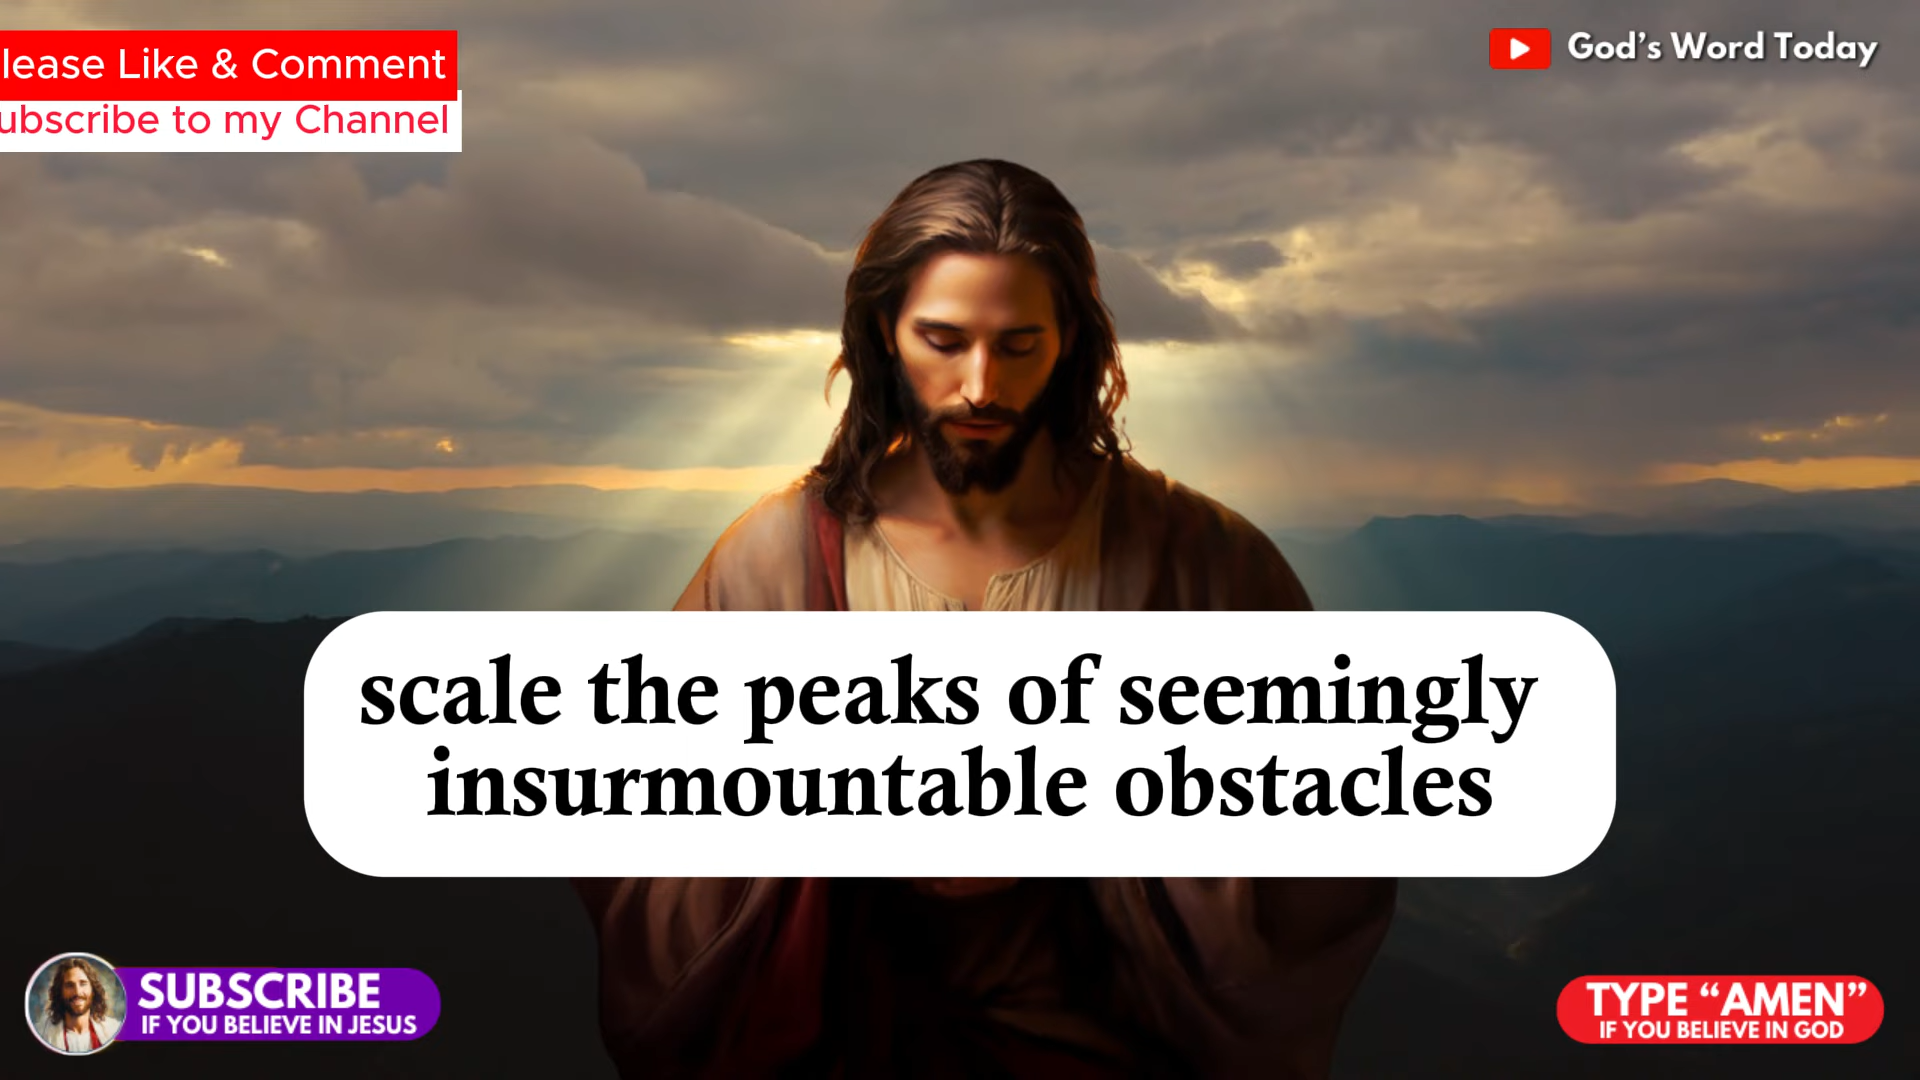 lease Like & Comment
ubscribe to my Channel
God's Word Today
scale the peaks of seemingly
insurmountable obstacles
SUBSCRIBE
IF YOU BELIEVE IN JESUS
TYPE “AMEN”
IF YOU BELIEVE IN GOD